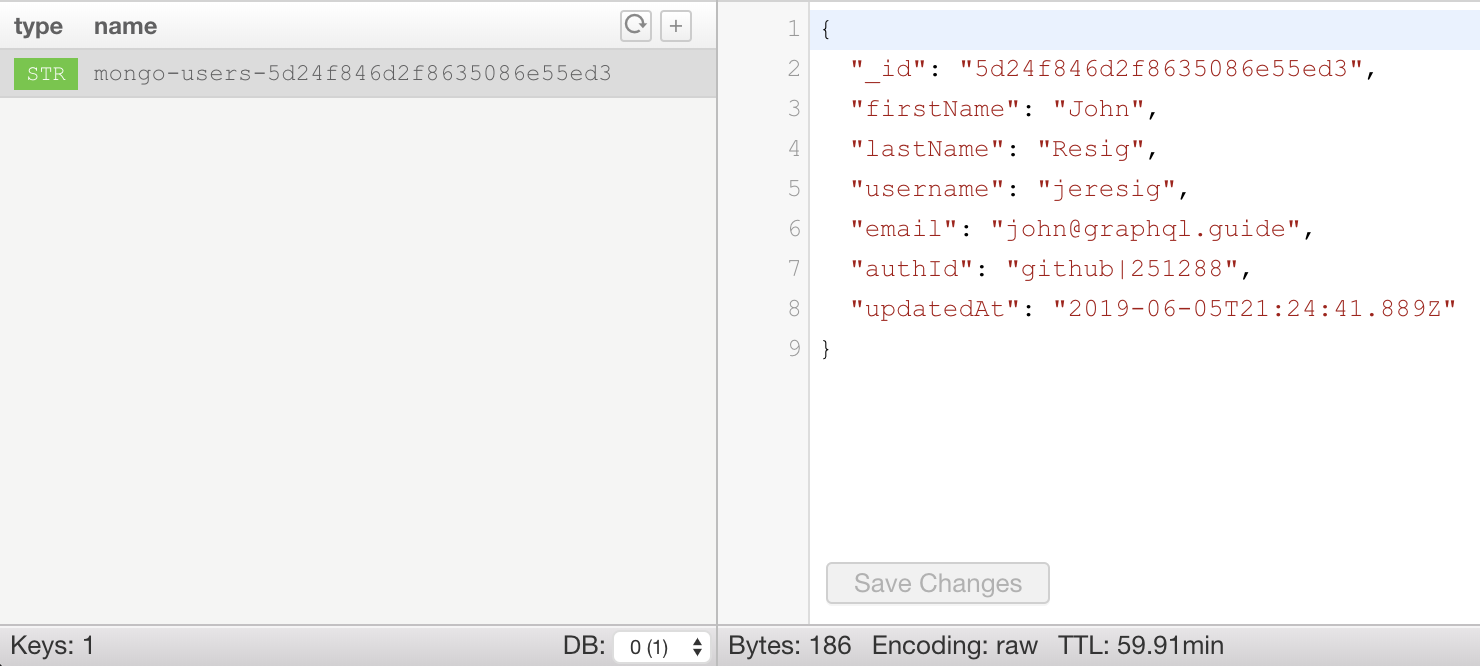 type name
+
STR mongo-users-5d24f846d2f8635086e55ed3
Keys: 1
DB: 0 (1)
1 {
2 "_id": "5d24f846d2f8635086e55ed3",
3 "firstName": "John",
4 "lastName": "Resig",
5 "username": "jeresig",
6 "email": "john@graphql.guide",
7 "authId": "github|251288",
8 "updatedAt": "2019-06-05T21:24:41.889Z"
9 }
Save Changes
Bytes: 186 Encoding: raw TTL: 59.91min